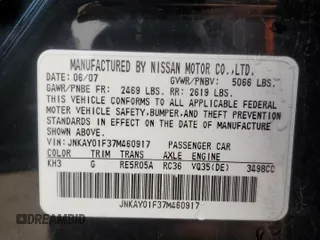 MANUFACTURED BY NISSAN MOTOR CO.,LTD.
DATE: 06/07 GVWR/PNBV: 5066 LBS.
GAWR/PNBE FR: 2469 LBS. RR: 2619 LBS.
THIS VEHICLE CONFORMS TO ALL APPLICABLE
FEDERAL MOTOR VEHICLE SAFETY, BUMPER,
AND THEFT PREVENTION STANDARDS IN EFFECT
ON THE DATE OF MANUFACTURE SHOWN ABOVE.
VIN: JNKAY01F37M460917 PASSENGER CAR
COLOR TRIM TRANS AXLE ENGINE
KH3 G RE5R05A RC36 VQ35(DE) 3498CC
JNKAY01F37M460917
DREAMBID